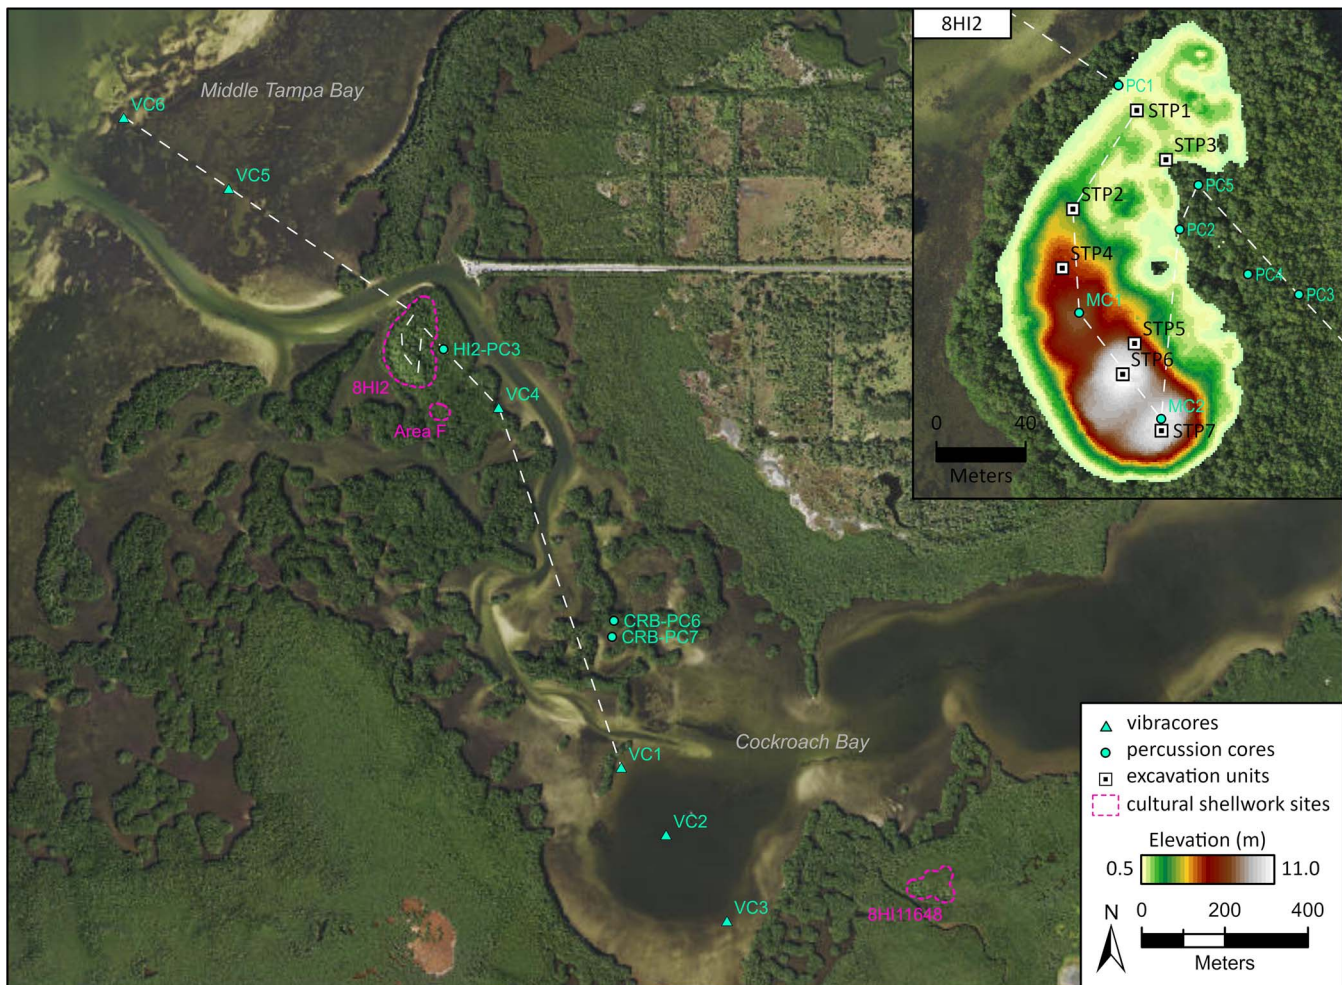 8HI2
Middle Tampa Bay
VC6
VC5
PC1
STP1
STP3
PC5
STP2
PC2
STP4
PC4
PC3
MC1
STP5
STP6
MC2
STP7
0 40
Meters
HI2-PC3
8HI2
VC4
Area F
CRB-PC6
CRB-PC7
Cockroach Bay
VC1
VC2
VC3
8HI11648
vibracores
percussion cores
excavation units
cultural shellwork sites
Elevation (m)
0.5 11.0
N
0 200 400
Meters